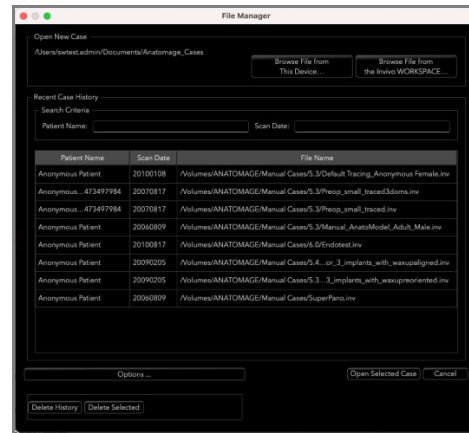 File Manager
Open New Case
/Users/swtest.admin/Documents/Anatomage_Cases
Browse File from This Device...
Browse File from the Invivo WORKSPACE...
Recent Case History
Search Criteria
Patient Name: Scan Date:
Patient Name Scan Date File Name
Anonymous Patient 20100108 /Volumes/ANATOMAGE/Manual Cases/5.3/Default Tracing_Anonymous Female.inv
Anonymous...473497984 20070817 /Volumes/ANATOMAGE/Manual Cases/5.3/Preop_small_traced3doms.inv
Anonymous...473497984 20070817 /Volumes/ANATOMAGE/Manual Cases/5.3/Preop_small_traced.inv
Anonymous Patient 20060809 /Volumes/ANATOMAGE/Manual Cases/5.3/Manual_AnatoModel_Adult_Male.inv
Anonymous Patient 20100817 /Volumes/ANATOMAGE/Manual Cases/6.0/Endotest.inv
Anonymous Patient 20090205 /Volumes/ANATOMAGE/Manual Cases/5.4...or_3_implants_with_waxupaligned.inv
Anonymous Patient 20090205 /Volumes/ANATOMAGE/Manual Cases/5.3...3_implants_with_waxupreoriented.inv
Anonymous Patient 20060809 /Volumes/ANATOMAGE/Manual Cases/SuperPano.inv
Options ... Open Selected Case Cancel
Delete History Delete Selected